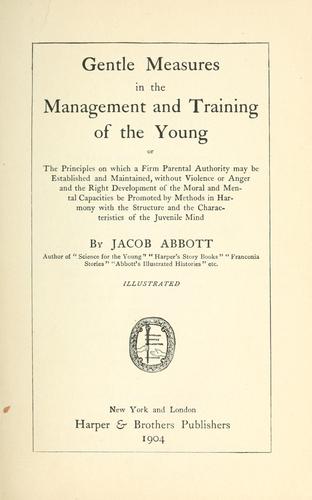 Gentle Measures
in the
Management and Training
of the Young
or
The Principles on which a Firm Parental Authority may be
Established and Maintained, without Violence or Anger
and the Right Development of the Moral and Men-
tal Capacities be Promoted by Methods in Har-
mony with the Structure and the Charac-
teristics of the Juvenile Mind
By JACOB ABBOTT
Author of "Science for the Young" "Harper's Story Books" "Franconia
Stories" "Abbott's Illustrated Histories" etc.
ILLUSTRATED
New York and London
Harper & Brothers Publishers
1904